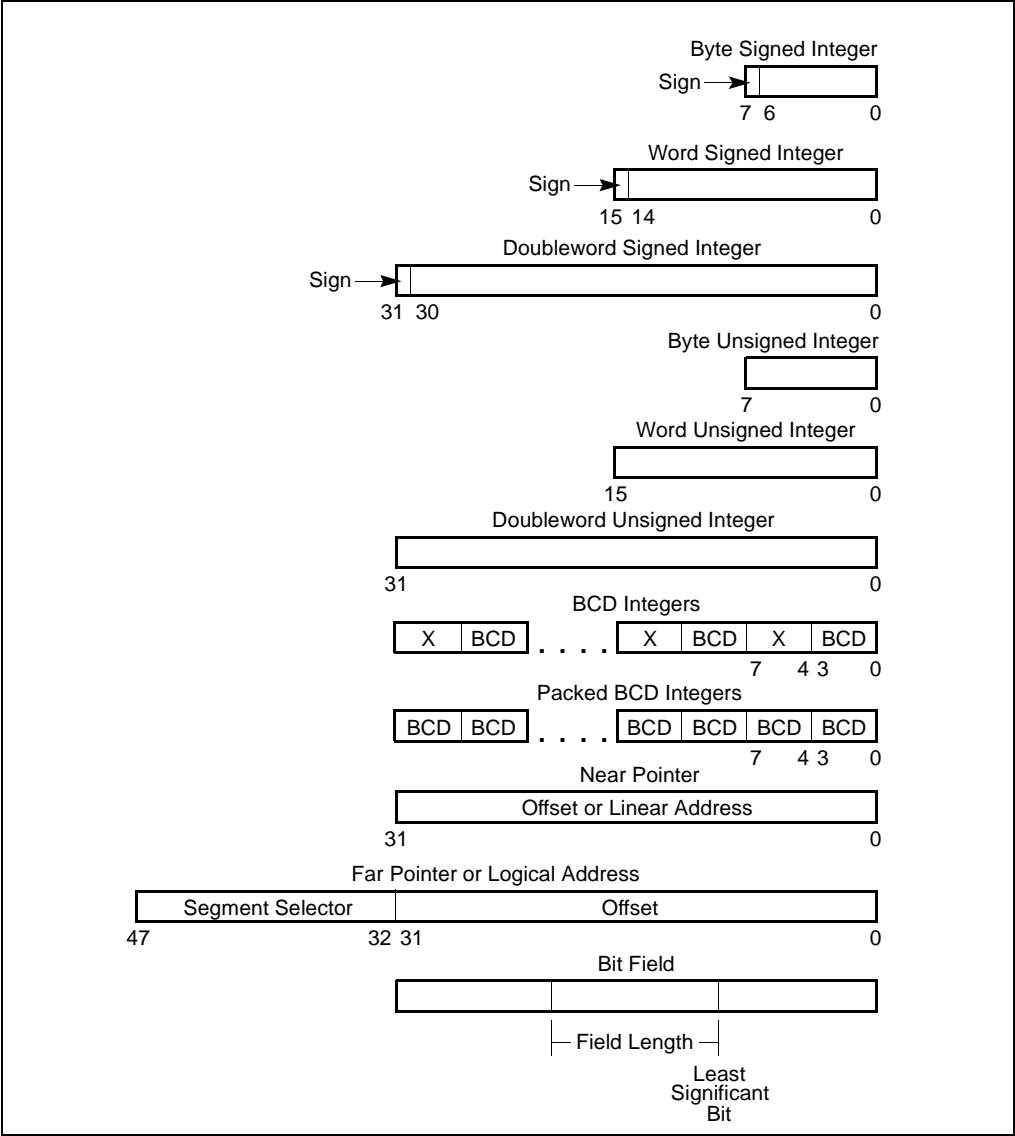 Byte Signed Integer
Sign
7 6 0
Word Signed Integer
Sign
15 14 0
Doubleword Signed Integer
Sign
31 30 0
Byte Unsigned Integer
7 0
Word Unsigned Integer
15 0
Doubleword Unsigned Integer
31 0
BCD Integers
X BCD . . . . X BCD X BCD
7 4 3 0
Packed BCD Integers
BCD BCD . . . . BCD BCD BCD BCD
7 4 3 0
Near Pointer
Offset or Linear Address
31 0
Far Pointer or Logical Address
Segment Selector Offset
47 32 31 0
Bit Field
Field Length
Least
Significant
Bit